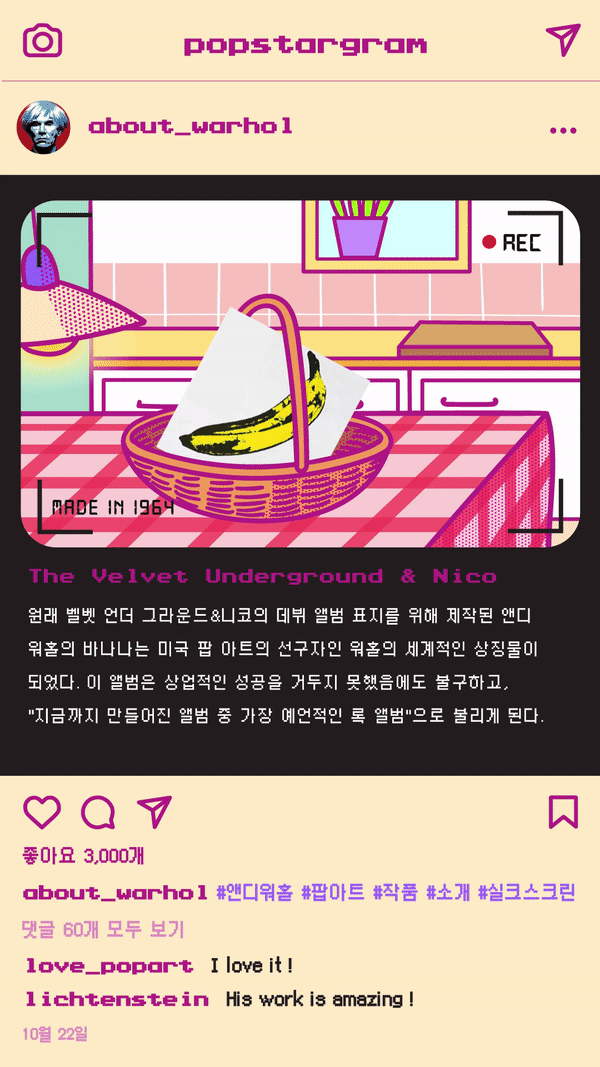 popstargram
about_warhol
REC
MADE IN 1964
The Velvet Underground & Nico
원래 벨벳 언더 그라운드&니코의 데뷔 앨범 표지를 위해 제작된 앤디
워홀의 바나나는 미국 팝 아트의 선구자인 워홀의 세계적인 상징물이
되었다. 이 앨범은 상업적인 성공을 거두지 못했음에도 불구하고,
"지금까지 만들어진 앨범 중 가장 예언적인 록 앨범"으로 불리게 된다.
좋아요 3,000개
about_warhol #앤디워홀 #팝아트 #작품 #소개 #실크스크린
댓글 60개 모두 보기
love_popart I love it !
lichtenstein His work is amazing !
10월 22일